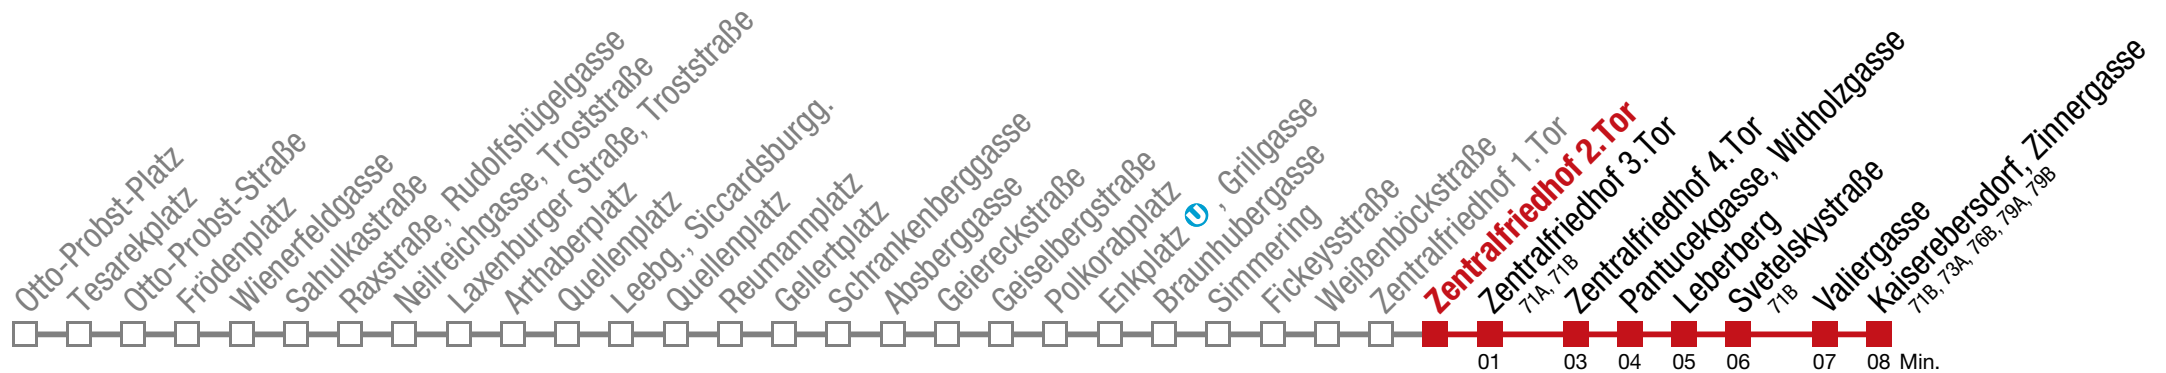 Otto-Probst-Platz
Tesarekplatz
Otto-Probst-Straße
Frödenplatz
Wienerfeldgasse
Sahulkastraße
Raxstraße, Rudolfshügelgasse
Neilreichgasse, Troststraße
Laxenburger Straße, Troststraße
Arthaberplatz
Quellenplatz
Leebg., Siccardsburgg.
Quellenplatz
Reumannplatz
Gellertplatz
Schrankenberggasse
Absberggasse
Geiereckstraße
Geiselbergstraße
Polkorabplatz
Enkplatz U, Grillgasse
Braunhubergasse
Simmering
Fickeysstraße
Weißenböckstraße
Zentralfriedhof 1.Tor
Zentralfriedhof 2.Tor
Zentralfriedhof 3.Tor
71A, 71B
Zentralfriedhof 4.Tor
Pantucekgasse, Widholzgasse
Leberberg
Svetelskystraße
71B
Valiergasse
Kaiserebersdorf, Zinnergasse
71B, 73A, 76B, 79A, 79B
01 03 04 05 06 07 08 Min.